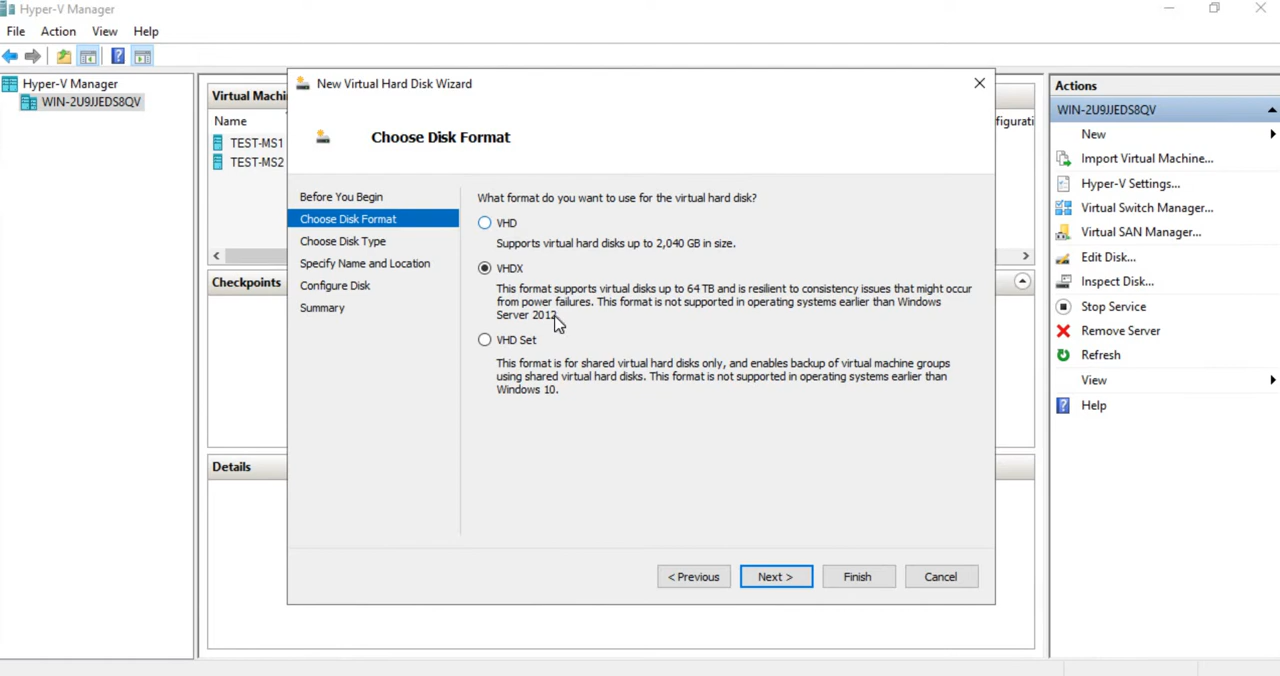 Hyper-V Manager
File Action View Help
Hyper-V Manager
WIN-2U9JJEDS8QV
Virtual Machi
Name
figurati
TEST-MS1
TEST-MS2
Checkpoints
Details
New Virtual Hard Disk Wizard
Choose Disk Format
Before You Begin
Choose Disk Format
Choose Disk Type
Specify Name and Location
Configure Disk
Summary
What format do you want to use for the virtual hard disk?
VHD
Supports virtual hard disks up to 2,040 GB in size.
VHDX
This format supports virtual disks up to 64 TB and is resilient to consistency issues that might occur
from power failures. This format is not supported in operating systems earlier than Windows
Server 2012.
VHD Set
This format is for shared virtual hard disks only, and enables backup of virtual machine groups
using shared virtual hard disks. This format is not supported in operating systems earlier than
Windows 10.
< Previous
Next >
Finish
Cancel
Actions
WIN-2U9JJEDS8QV
New
Import Virtual Machine...
Hyper-V Settings...
Virtual Switch Manager...
Virtual SAN Manager...
Edit Disk...
Inspect Disk...
Stop Service
Remove Server
Refresh
View
Help